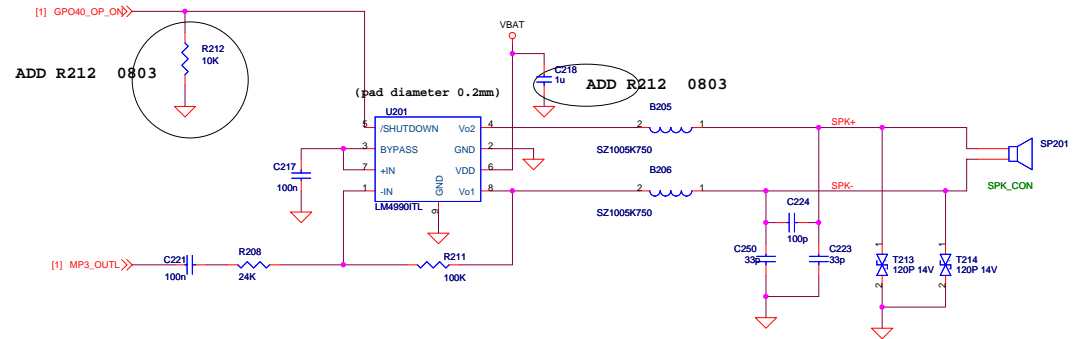 [1] GPO40_OP_ON
R212
10K
ADD R212 0803
VBAT
C218
1u
ADD R212 0803
(pad diameter 0.2mm)
U201
5 /SHUTDOWN Vo2 4
3 BYPASS GND 2
7 +IN VDD 6
1 -IN Vo1 8
GND
9
LM4990ITL
C217
100n
B205
2 1
SZ1005K750
SPK+
B206
2 1
SZ1005K750
SPK-
SP201
SPK_CON
C224
100p
C250
33p
C223
33p
1
T213
120P 14V
2
1
T214
120P 14V
2
[1] MP3_OUTL
C221
100n
R208
24K
R211
100K